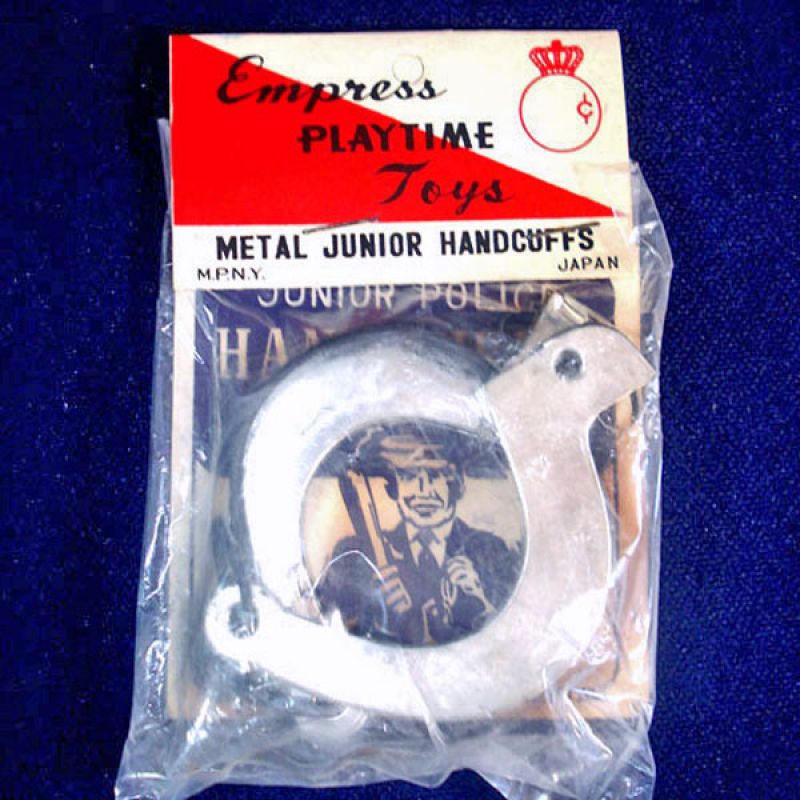 Empress
PLAYTIME
Toys
¢
METAL JUNIOR HANDCUFFS
M.P.N.Y.
JAPAN
JUNIOR POLICE